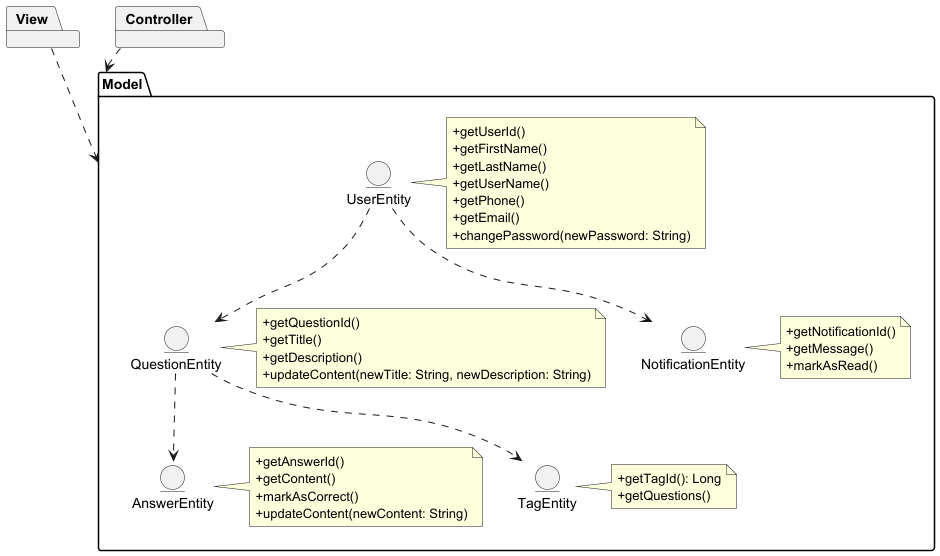 View
Controller
Model
+getUserId()
+getFirstName()
+getLastName()
+getUserName()
+getPhone()
+getEmail()
+changePassword(newPassword: String)
UserEntity
+getQuestionId()
+getTitle()
+getDescription()
+updateContent(newTitle: String, newDescription: String)
QuestionEntity
+getNotificationId()
+getMessage()
+markAsRead()
NotificationEntity
+getAnswerId()
+getContent()
+markAsCorrect()
+updateContent(newContent: String)
AnswerEntity
+getTagId(): Long
+getQuestions()
TagEntity